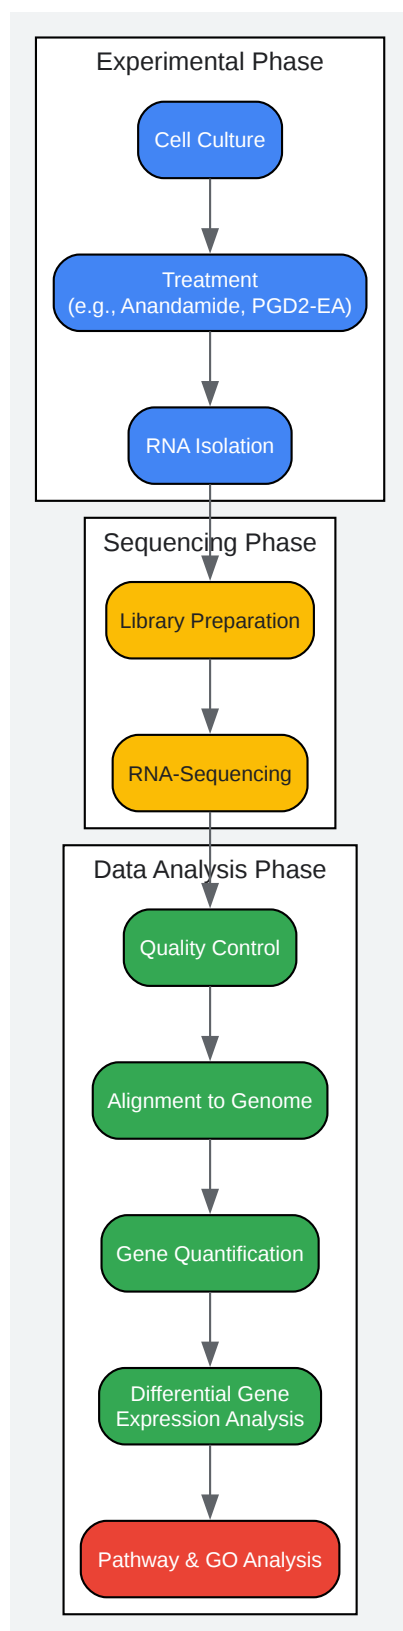 Experimental Phase
Cell Culture
Treatment
(e.g., Anandamide, PGD2-EA)
RNA Isolation
Sequencing Phase
Library Preparation
RNA-Sequencing
Data Analysis Phase
Quality Control
Alignment to Genome
Gene Quantification
Differential Gene
Expression Analysis
Pathway & GO Analysis